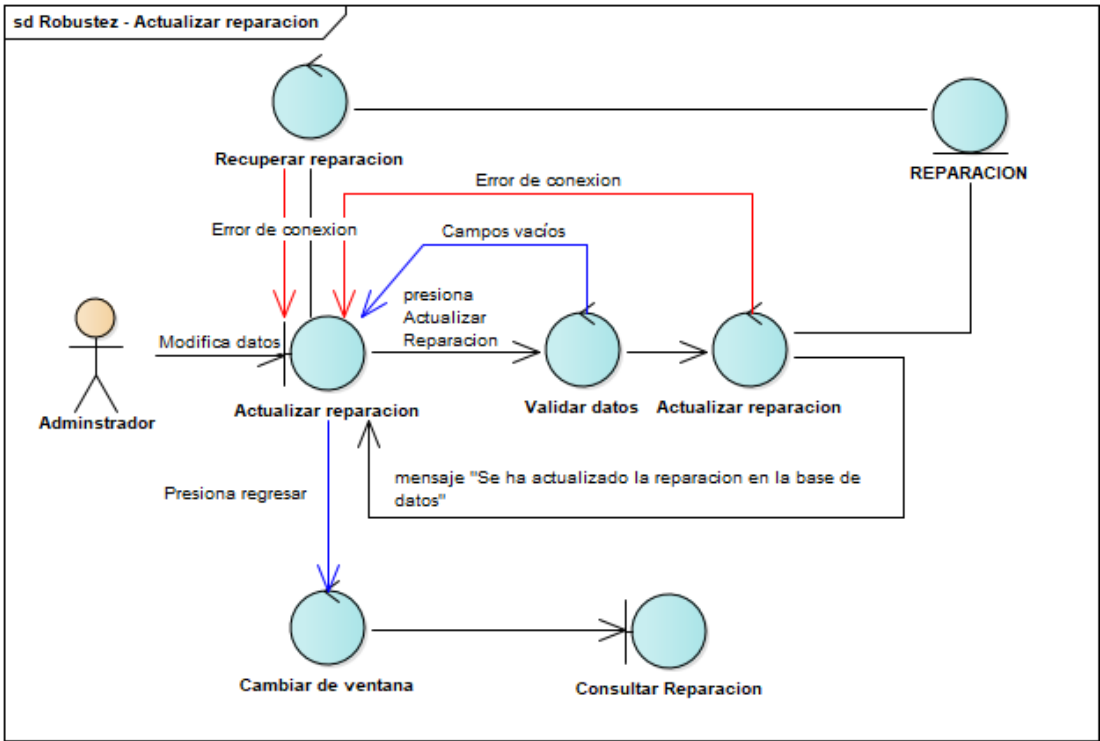 sd Robustez - Actualizar reparacion
Recuperar reparacion
REPARACION
Error de conexion
Error de conexion
Campos vacíos
presiona
Actualizar
Reparacion
Modifica datos
Adminstrador
Actualizar reparacion
Validar datos
Actualizar reparacion
mensaje "Se ha actualizado la reparacion en la base de
datos"
Presiona regresar
Cambiar de ventana
Consultar Reparacion